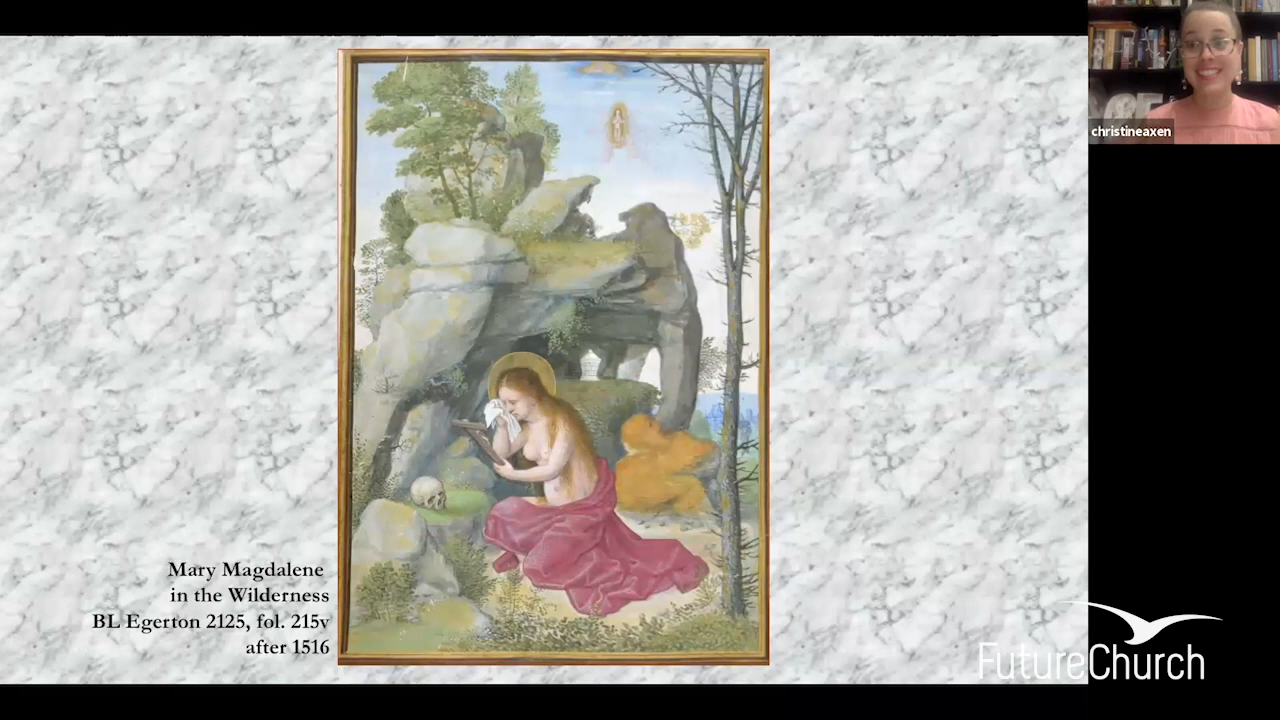 christineaxen
Mary Magdalene
in the Wilderness
BL Egerton 2125, fol. 215v
after 1516
FutureChurch